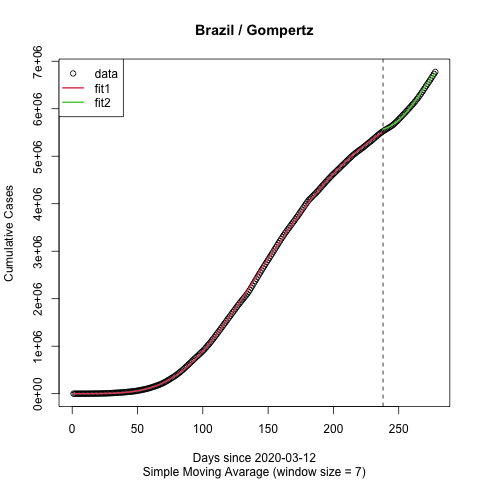 Brazil / Gompertz
data
fit1
fit2
Cumulative Cases
7e+06
6e+06
5e+06
4e+06
3e+06
2e+06
1e+06
0e+00
0 50 100 150 200 250
Days since 2020-03-12
Simple Moving Avarage (window size = 7)